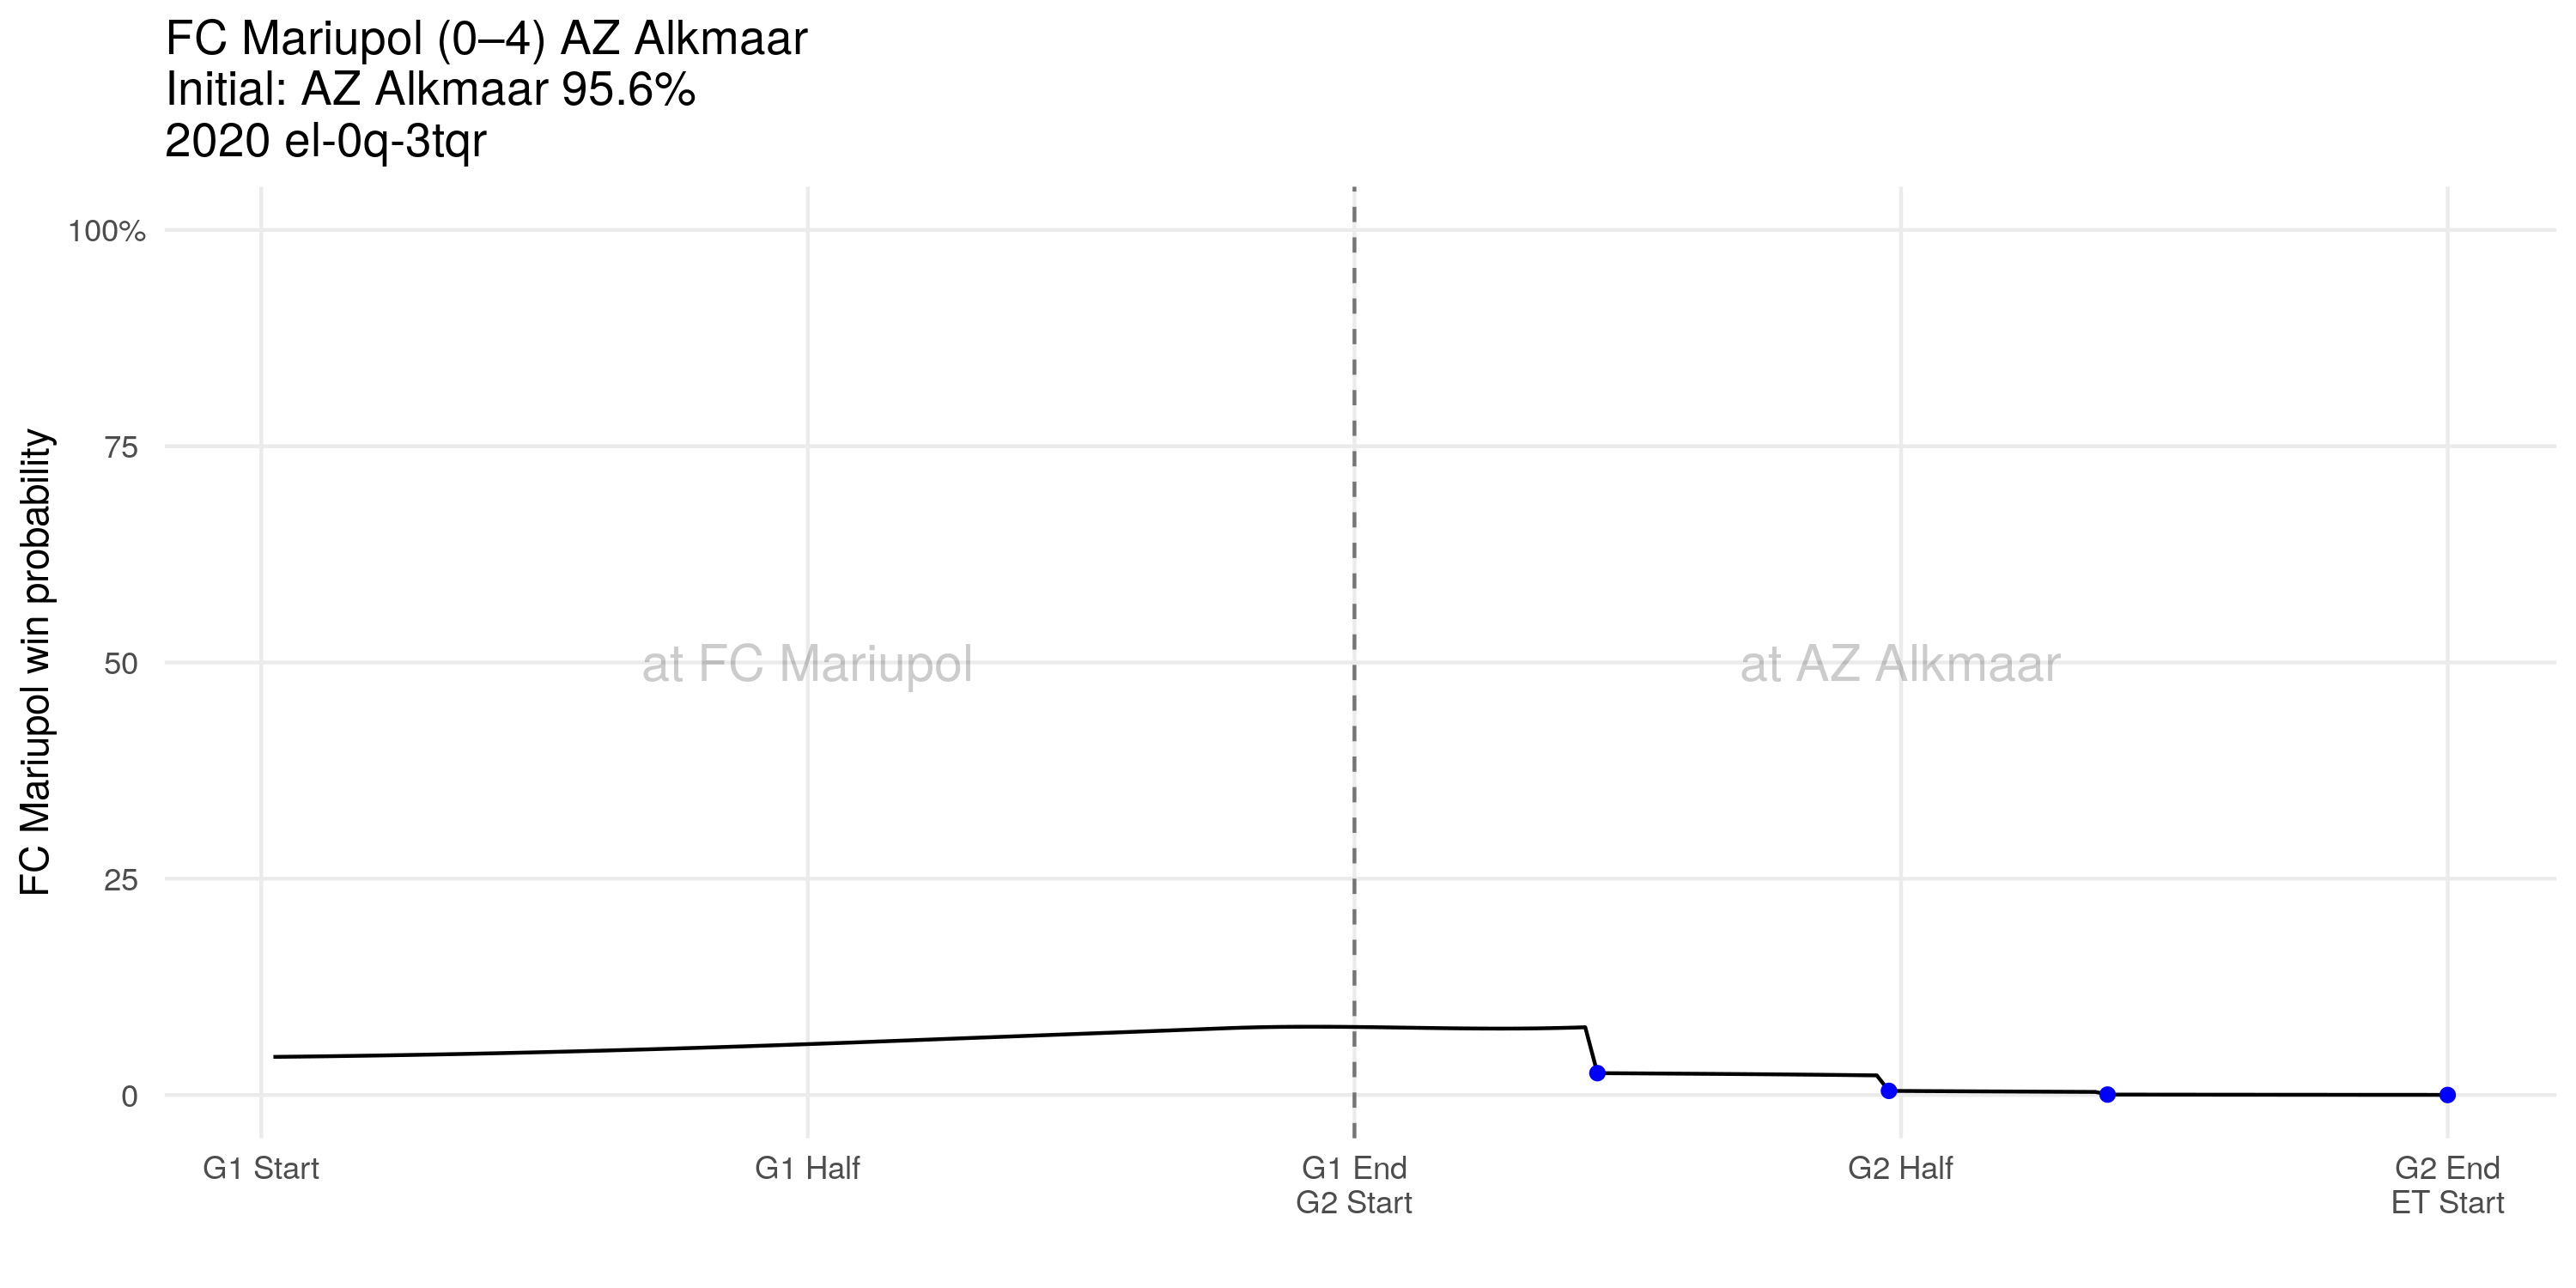 FC Mariupol (0–4) AZ Alkmaar
Initial: AZ Alkmaar 95.6%
2020 el-0q-3tqr
FC Mariupol win probability
100%
75
50
25
0
at FC Mariupol
at AZ Alkmaar
G1 Start
G1 Half
G1 End
G2 Start
G2 Half
G2 End
ET Start